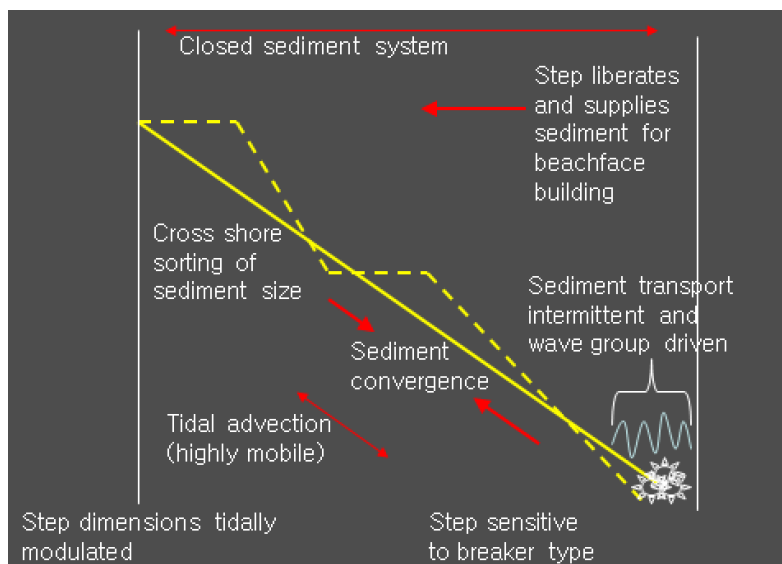 Closed sediment system
Step liberates
and supplies
sediment for
beachface
building
Cross shore
sorting of
sediment size
Sediment transport
intermittent and
wave group driven
Sediment
convergence
Tidal advection
(highly mobile)
Step dimensions tidally
modulated
Step sensitive
to breaker type